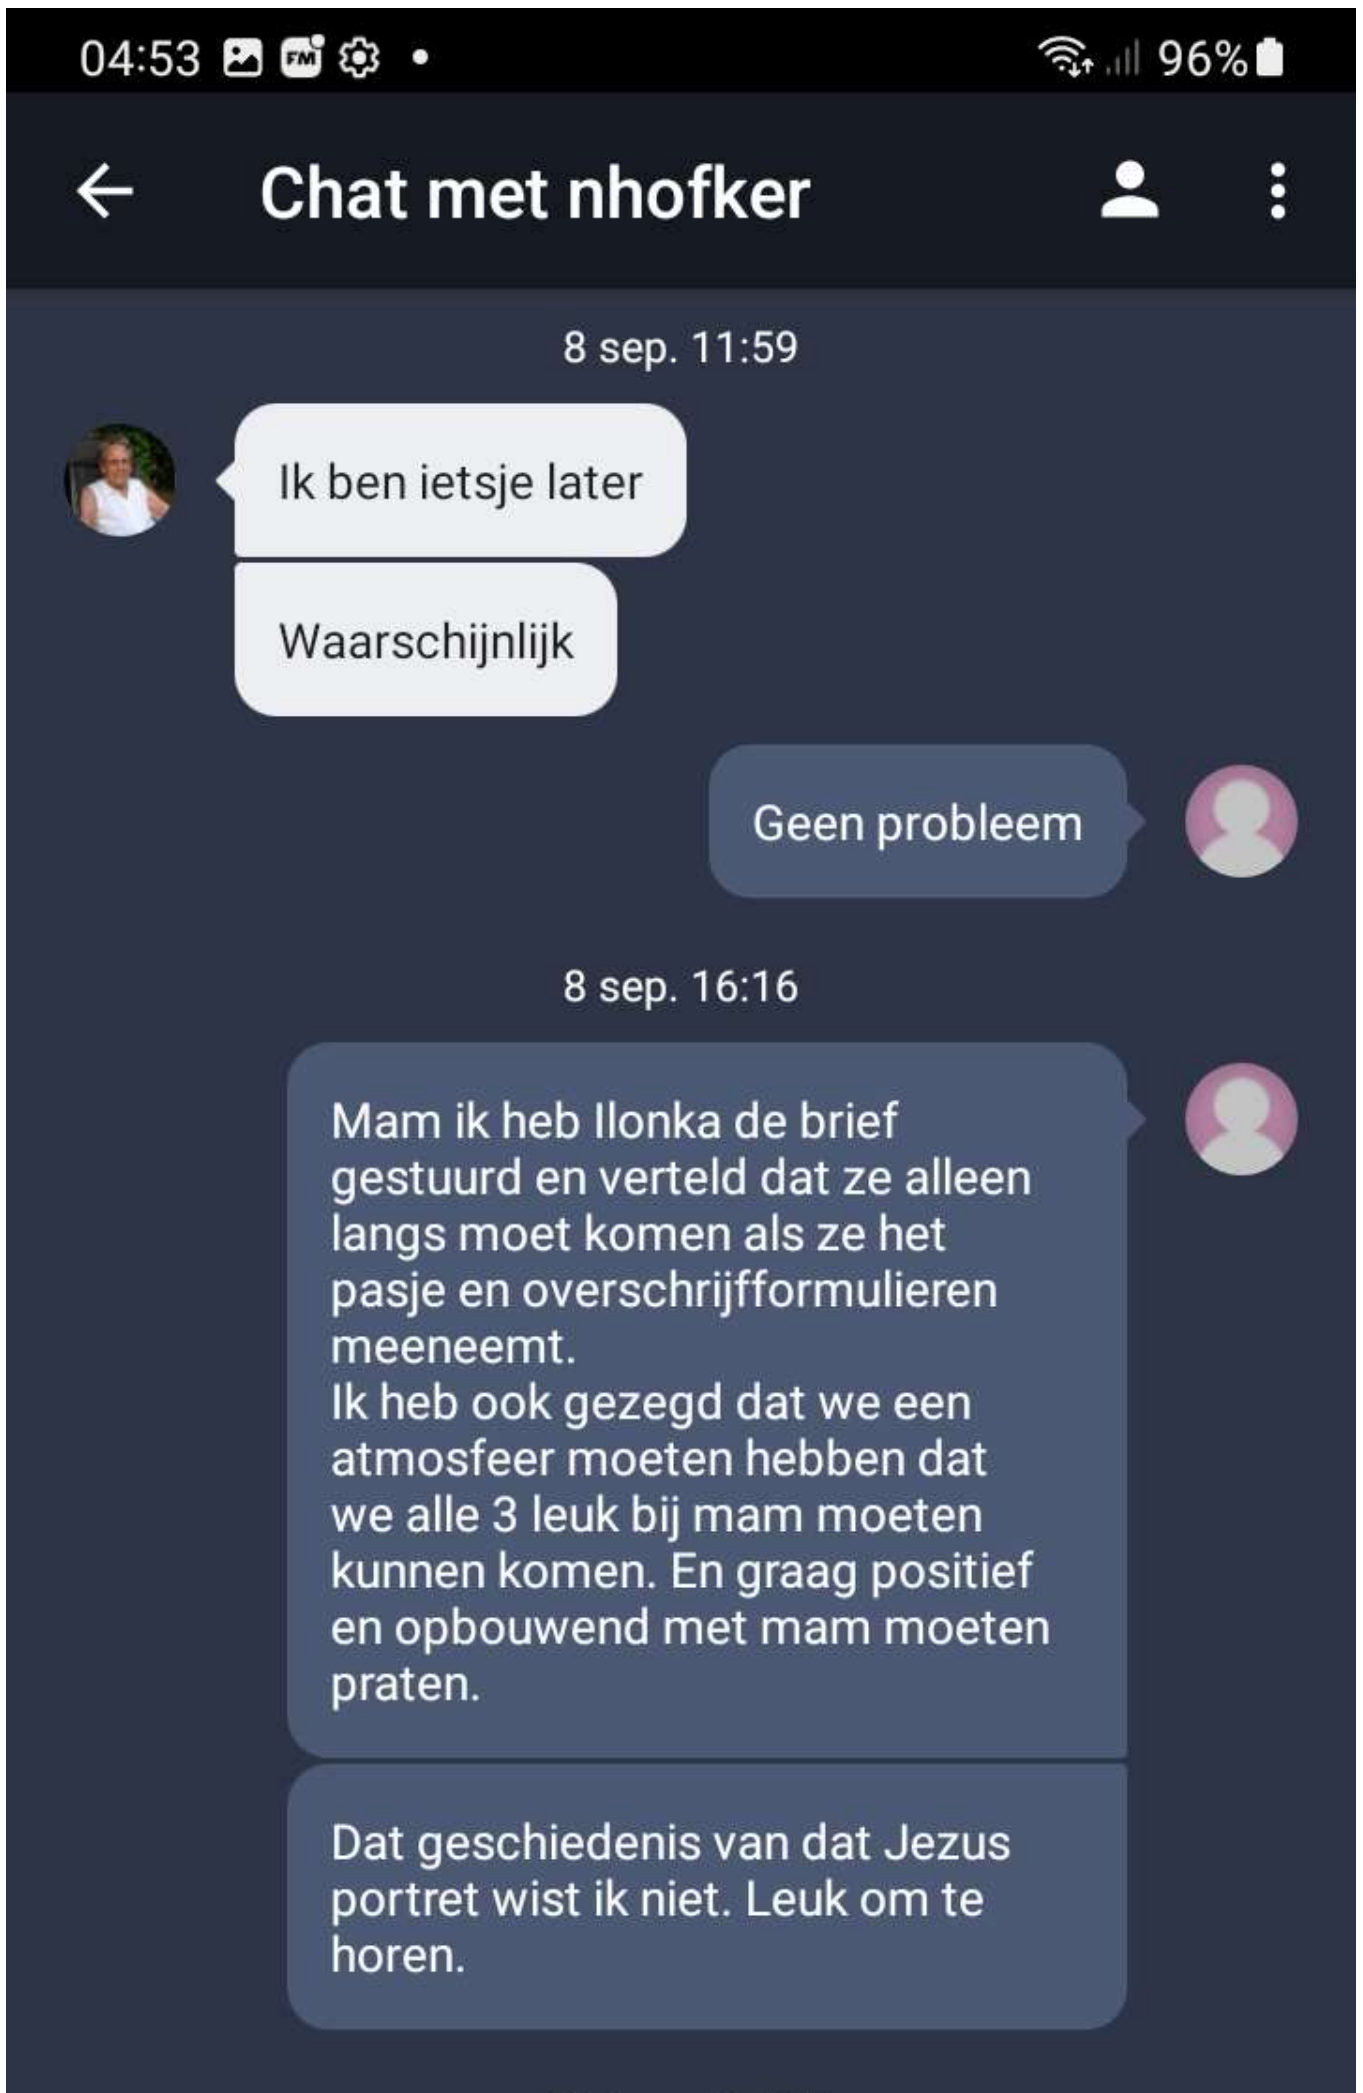 04:53 FM 96%
Chat met nhofker
8 sep. 11:59
Ik ben ietsje later
Waarschijnlijk
Geen probleem
8 sep. 16:16
Mam ik heb Ilonka de brief
gestuurd en verteld dat ze alleen
langs moet komen als ze het
pasje en overschrijfformulieren
meeneemt.
Ik heb ook gezegd dat we een
atmosfeer moeten hebben dat
we alle 3 leuk bij mam moeten
kunnen komen. En graag positief
en opbouwend met mam moeten
praten.
Dat geschiedenis van dat Jezus
portret wist ik niet. Leuk om te
horen.